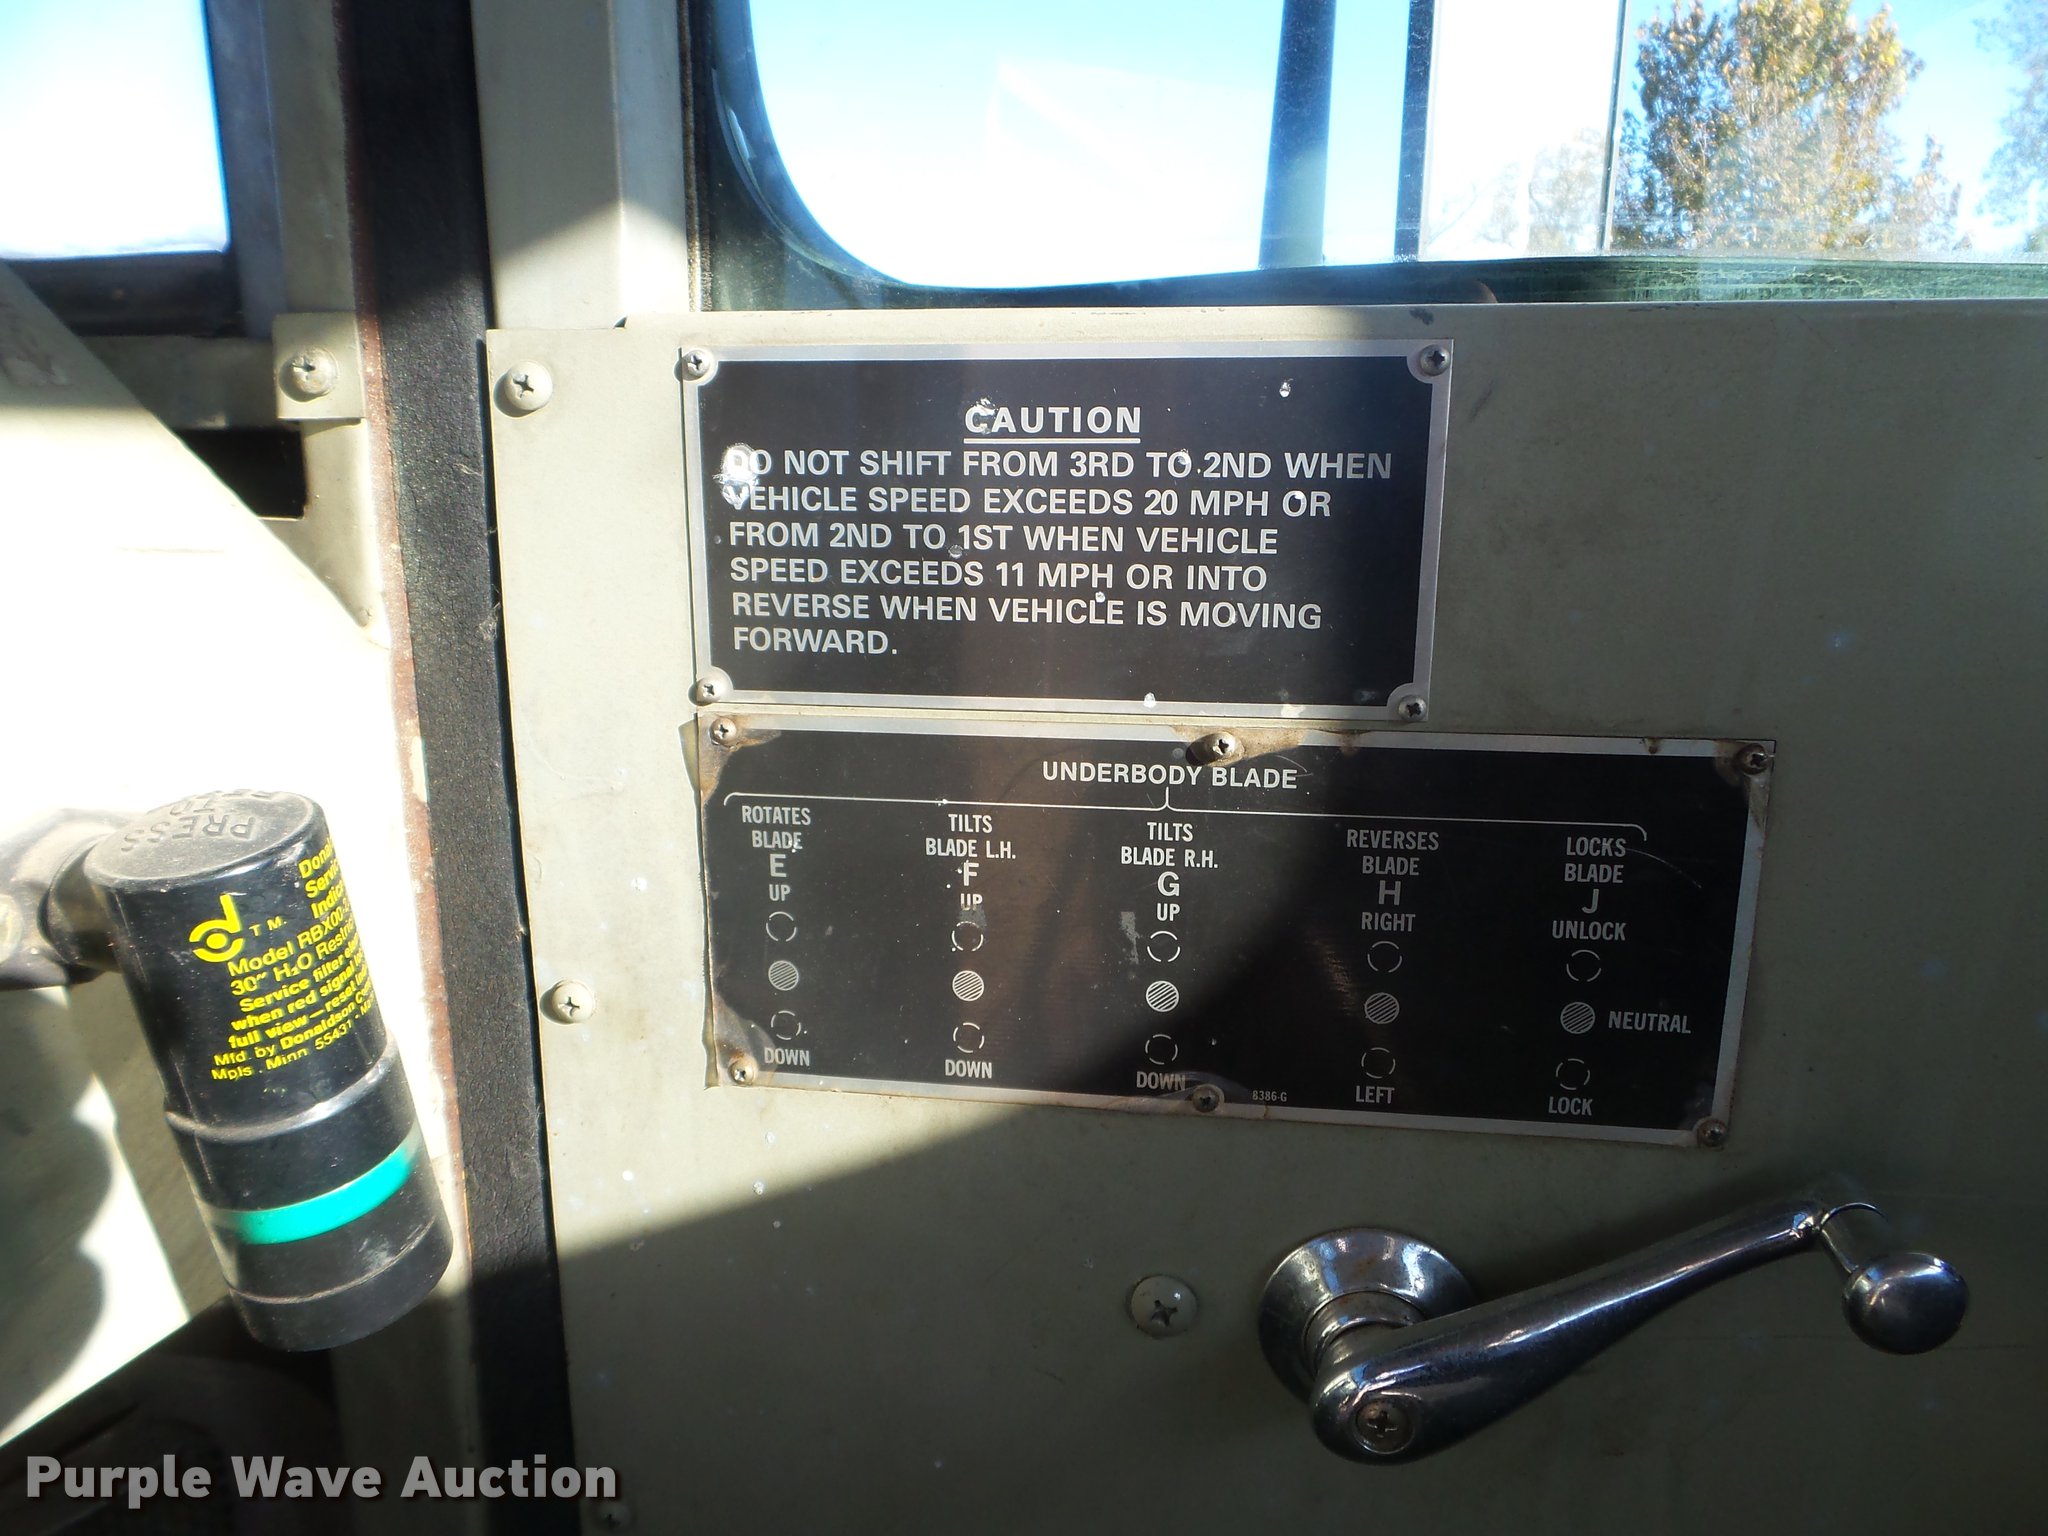 CAUTION
DO NOT SHIFT FROM 3RD TO 2ND WHEN
VEHICLE SPEED EXCEEDS 20 MPH OR
FROM 2ND TO 1ST WHEN VEHICLE
SPEED EXCEEDS 11 MPH OR INTO
REVERSE WHEN VEHICLE IS MOVING
FORWARD.
UNDERBODY BLADE
ROTATES
BLADE
E
UP
DOWN
TILTS
BLADE L.H.
F
UP
DOWN
TILTS
BLADE R.H.
G
UP
DOWN
REVERSES
BLADE
H
RIGHT
LEFT
LOCKS
BLADE
J
UNLOCK
NEUTRAL
LOCK
8386-G
PRESS
T.M.
Model
30" H₂O
Service filter
when red signal
full view — reset
Mfd. by Donaldson
Mpls. Minn. 55431
Purple Wave Auction